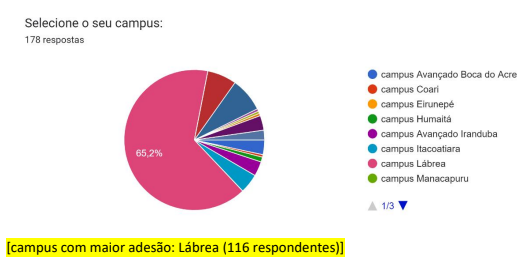 Selecione o seu campus:
178 respostas
65,2%
campus Avançado Boca do Acre
campus Coari
campus Eirunepé
campus Humaitá
campus Avançado Iranduba
campus Itacoatiara
campus Lábrea
campus Manacapuru
1/3
[campus com maior adesão: Lábrea (116 respondentes)]